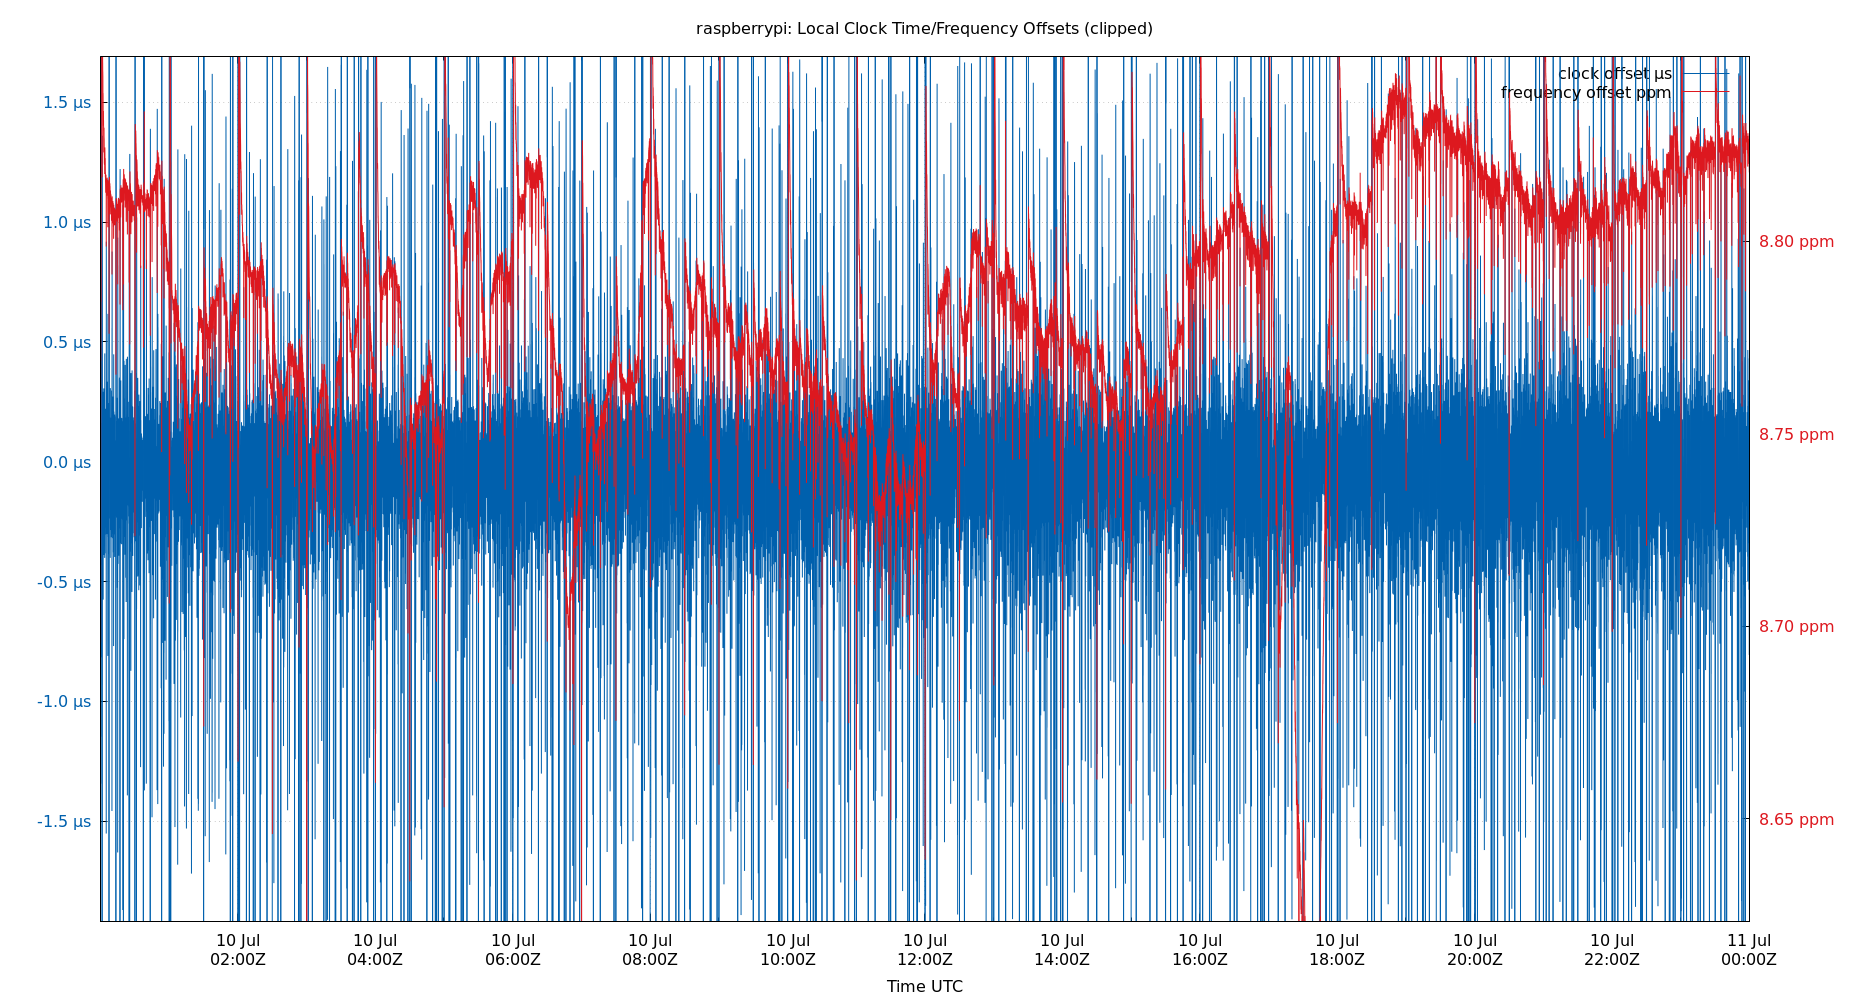 raspberrypi: Local Clock Time/Frequency Offsets (clipped)
clock offset µs
frequency offset ppm
1.5 µs
1.0 µs
0.5 µs
0.0 µs
-0.5 µs
-1.0 µs
-1.5 µs
8.80 ppm
8.75 ppm
8.70 ppm
8.65 ppm
10 Jul 10 Jul 10 Jul 10 Jul 10 Jul 10 Jul 10 Jul 10 Jul 10 Jul 10 Jul 10 Jul 11 Jul
02:00Z 04:00Z 06:00Z 08:00Z 10:00Z 12:00Z 14:00Z 16:00Z 18:00Z 20:00Z 22:00Z 00:00Z
Time UTC